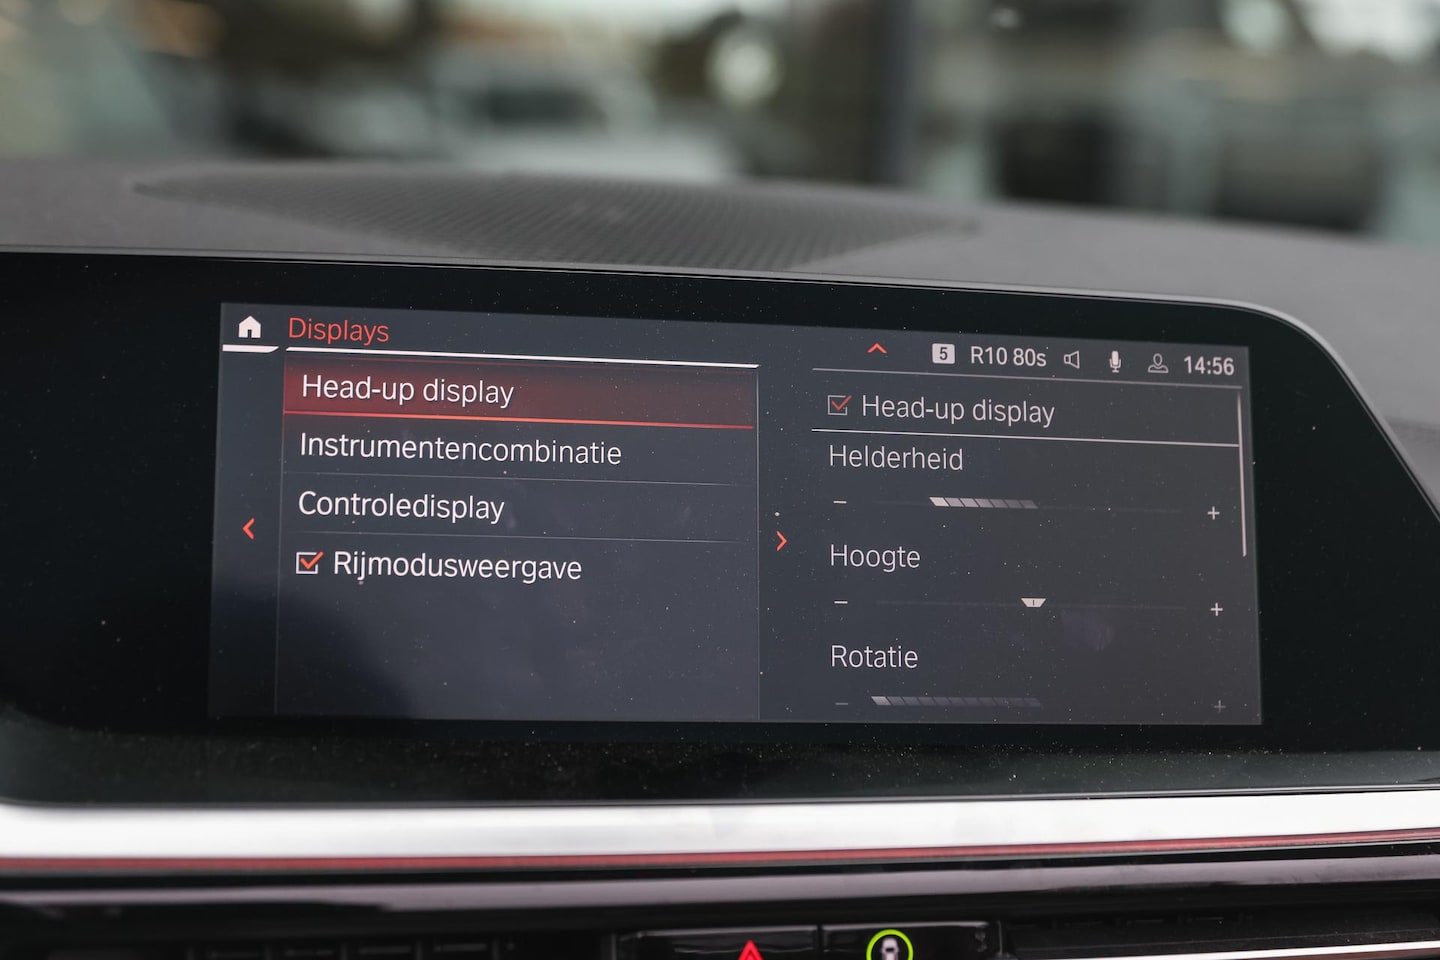 Displays
5 R10 80s 14:56
Head-up display
Instrumentencombinatie
Controledisplay
Rijmodusweergave
Head-up display
Helderheid
- +
Hoogte
- +
Rotatie
- +